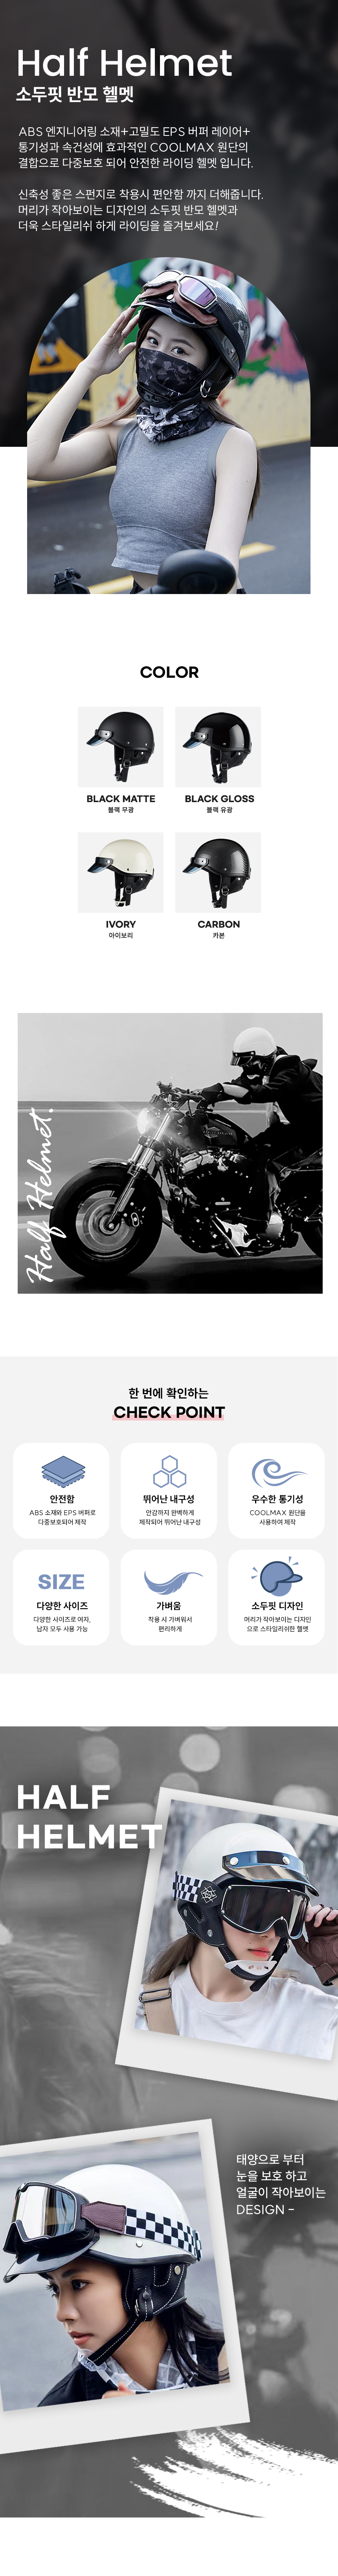 Half Helmet
소두핏 반모 헬멧
ABS 엔지니어링 소재+고밀도 EPS 버퍼 레이어+
통기성과 속건성에 효과적인 COOLMAX 원단의
결합으로 다중보호 되어 안전한 라이딩 헬멧 입니다.
신축성 좋은 스펀지로 착용시 편안함 까지 더해줍니다.
머리가 작아보이는 디자인의 소두핏 반모 헬멧과
더욱 스타일리쉬 하게 라이딩을 즐겨보세요!
COLOR
BLACK MATTE
블랙 무광
BLACK GLOSS
블랙 유광
IVORY
아이보리
CARBON
카본
Half Helmet.
한 번에 확인하는
CHECK POINT
안전함
ABS 소재와 EPS 버퍼로
다중보호되어 제작
뛰어난 내구성
안감까지 완벽하게
제작되어 뛰어난 내구성
우수한 통기성
COOLMAX 원단을
사용하여 제작
SIZE
다양한 사이즈
다양한 사이즈로 여자,
남자 모두 사용 가능
가벼움
착용 시 가벼워서
편리하게
소두핏 디자인
머리가 작아보이는 디자인
으로 스타일리쉬한 헬멧
HALF
HELMET
태양으로 부터
눈을 보호 하고
얼굴이 작아보이는
DESIGN -